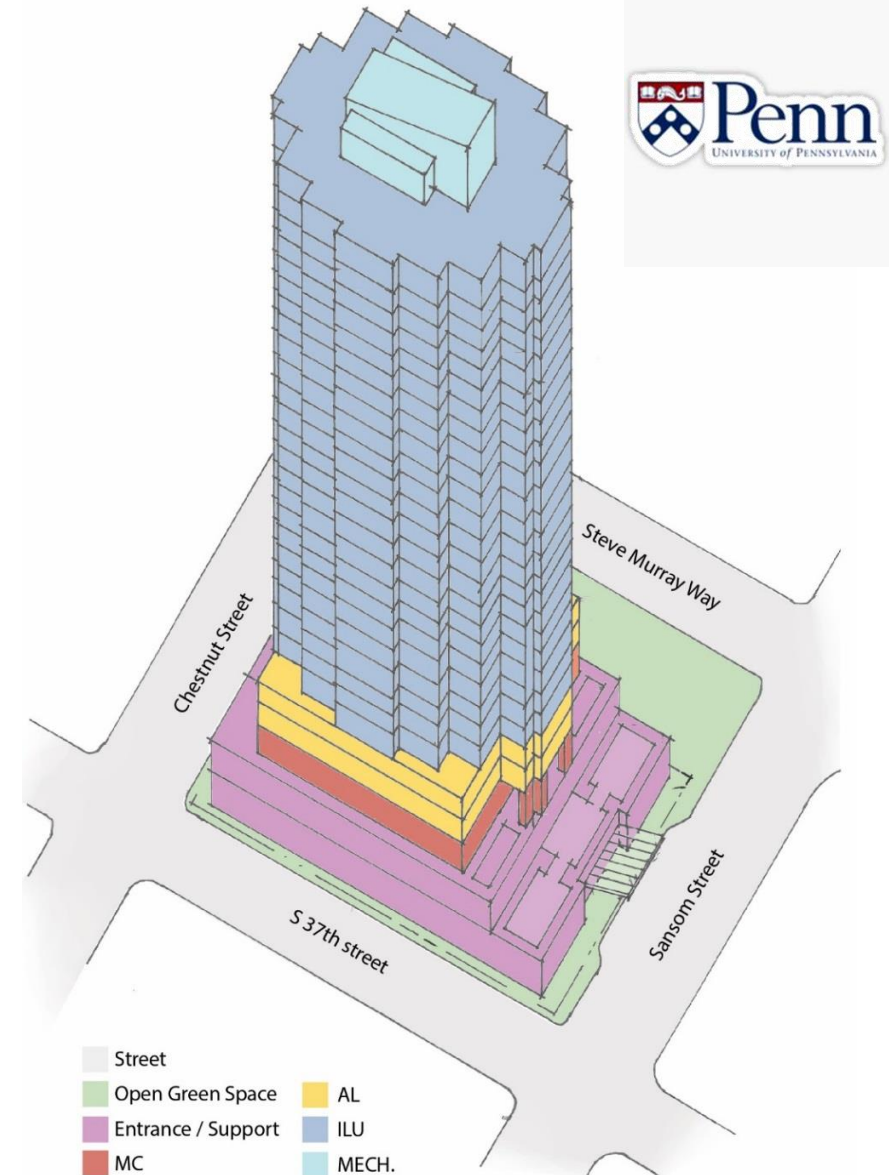 Penn
UNIVERSITY of PENNSYLVANIA
Steve Murray Way
Chestnut Street
S 37th street
Sansom Street
Street
Open Green Space
Entrance / Support
MC
AL
ILU
MECH.